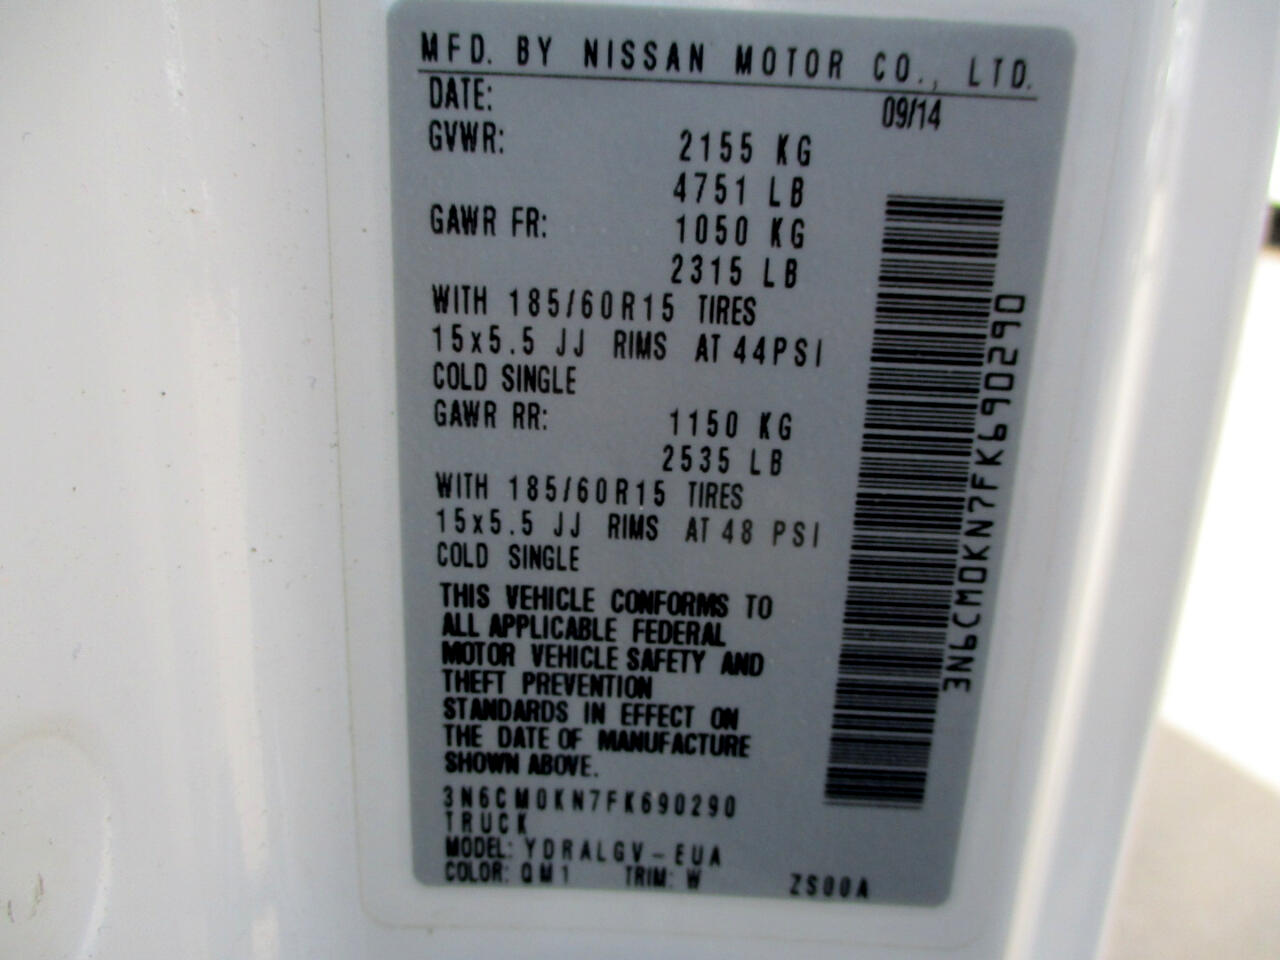 MFD. BY NISSAN MOTOR CO., LTD.
DATE: 09/14
GVWR: 2155 KG
4751 LB
GAWR FR: 1050 KG
2315 LB
WITH 185/60R15 TIRES
15x5.5 JJ RIMS AT 44PSI
COLD SINGLE
GAWR RR: 1150 KG
2535 LB
WITH 185/60R15 TIRES
15x5.5 JJ RIMS AT 48 PSI
COLD SINGLE
THIS VEHICLE CONFORMS TO
ALL APPLICABLE FEDERAL
MOTOR VEHICLE SAFETY AND
THEFT PREVENTION
STANDARDS IN EFFECT ON
THE DATE OF MANUFACTURE
SHOWN ABOVE.
3N6CM0KN7FK690290
TRUCK
MODEL: YDRALGV-EUA
COLOR: QM1 TRIM: W ZS00A
3N6CM0KN7FK690290